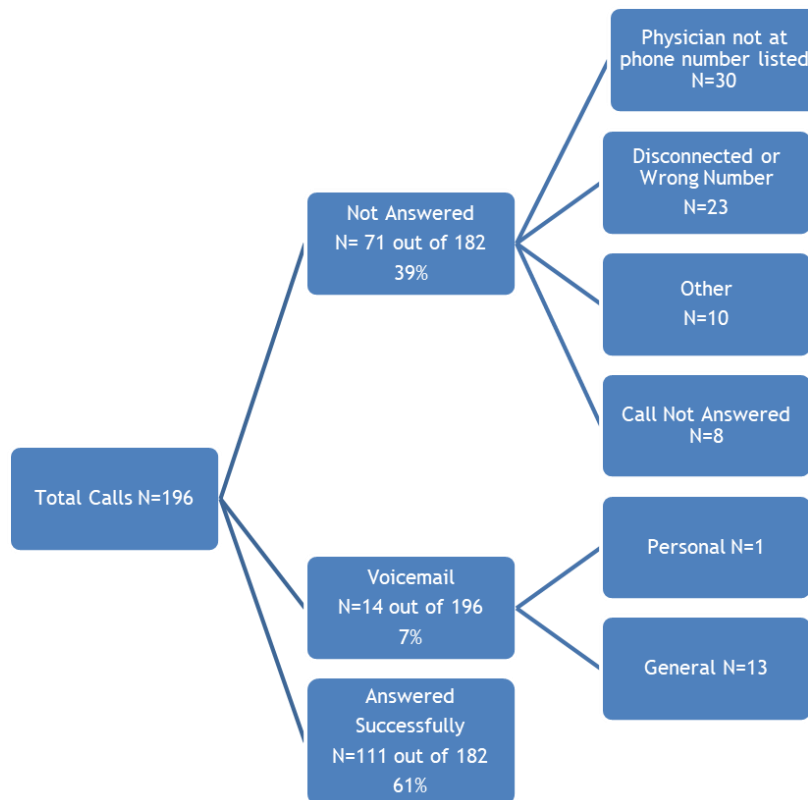 Total Calls N=196
Not Answered
N= 71 out of 182
39%
Physician not at
phone number listed
N=30
Disconnected or
Wrong Number
N=23
Other
N=10
Call Not Answered
N=8
Voicemail
N=14 out of 196
7%
Personal N=1
General N=13
Answered
Successfully
N=111 out of 182
61%